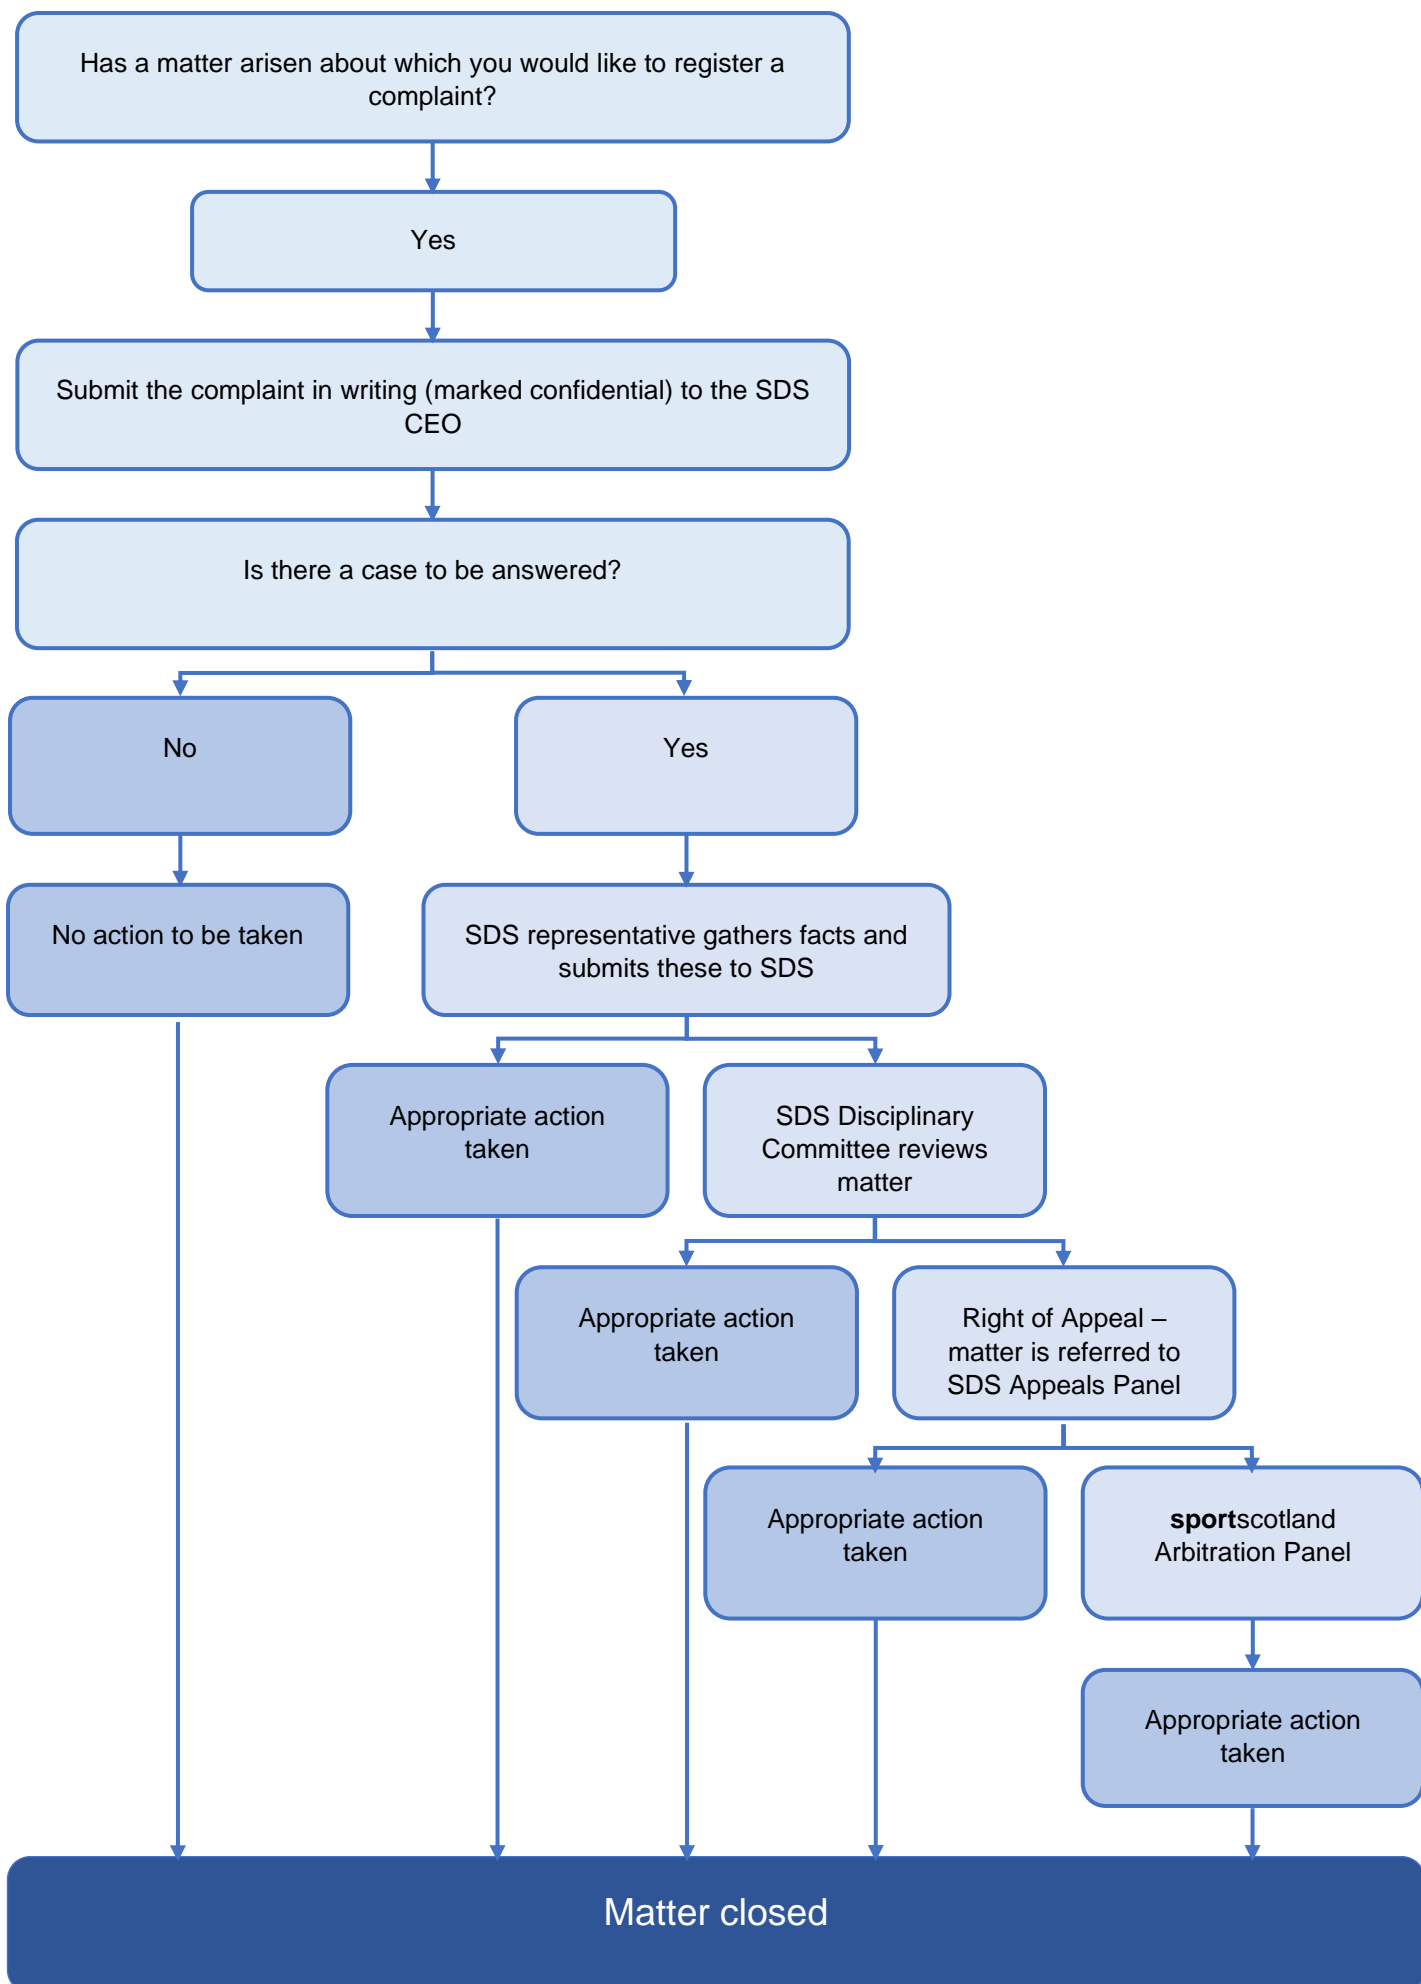 Has a matter arisen about which you would like to register a
complaint?
Yes
Submit the complaint in writing (marked confidential) to the SDS
CEO
Is there a case to be answered?
No
Yes
No action to be taken
SDS representative gathers facts and
submits these to SDS
Appropriate action
taken
SDS Disciplinary
Committee reviews
matter
Appropriate action
taken
Right of Appeal –
matter is referred to
SDS Appeals Panel
Appropriate action
taken
sportscotland
Arbitration Panel
Appropriate action
taken
Matter closed